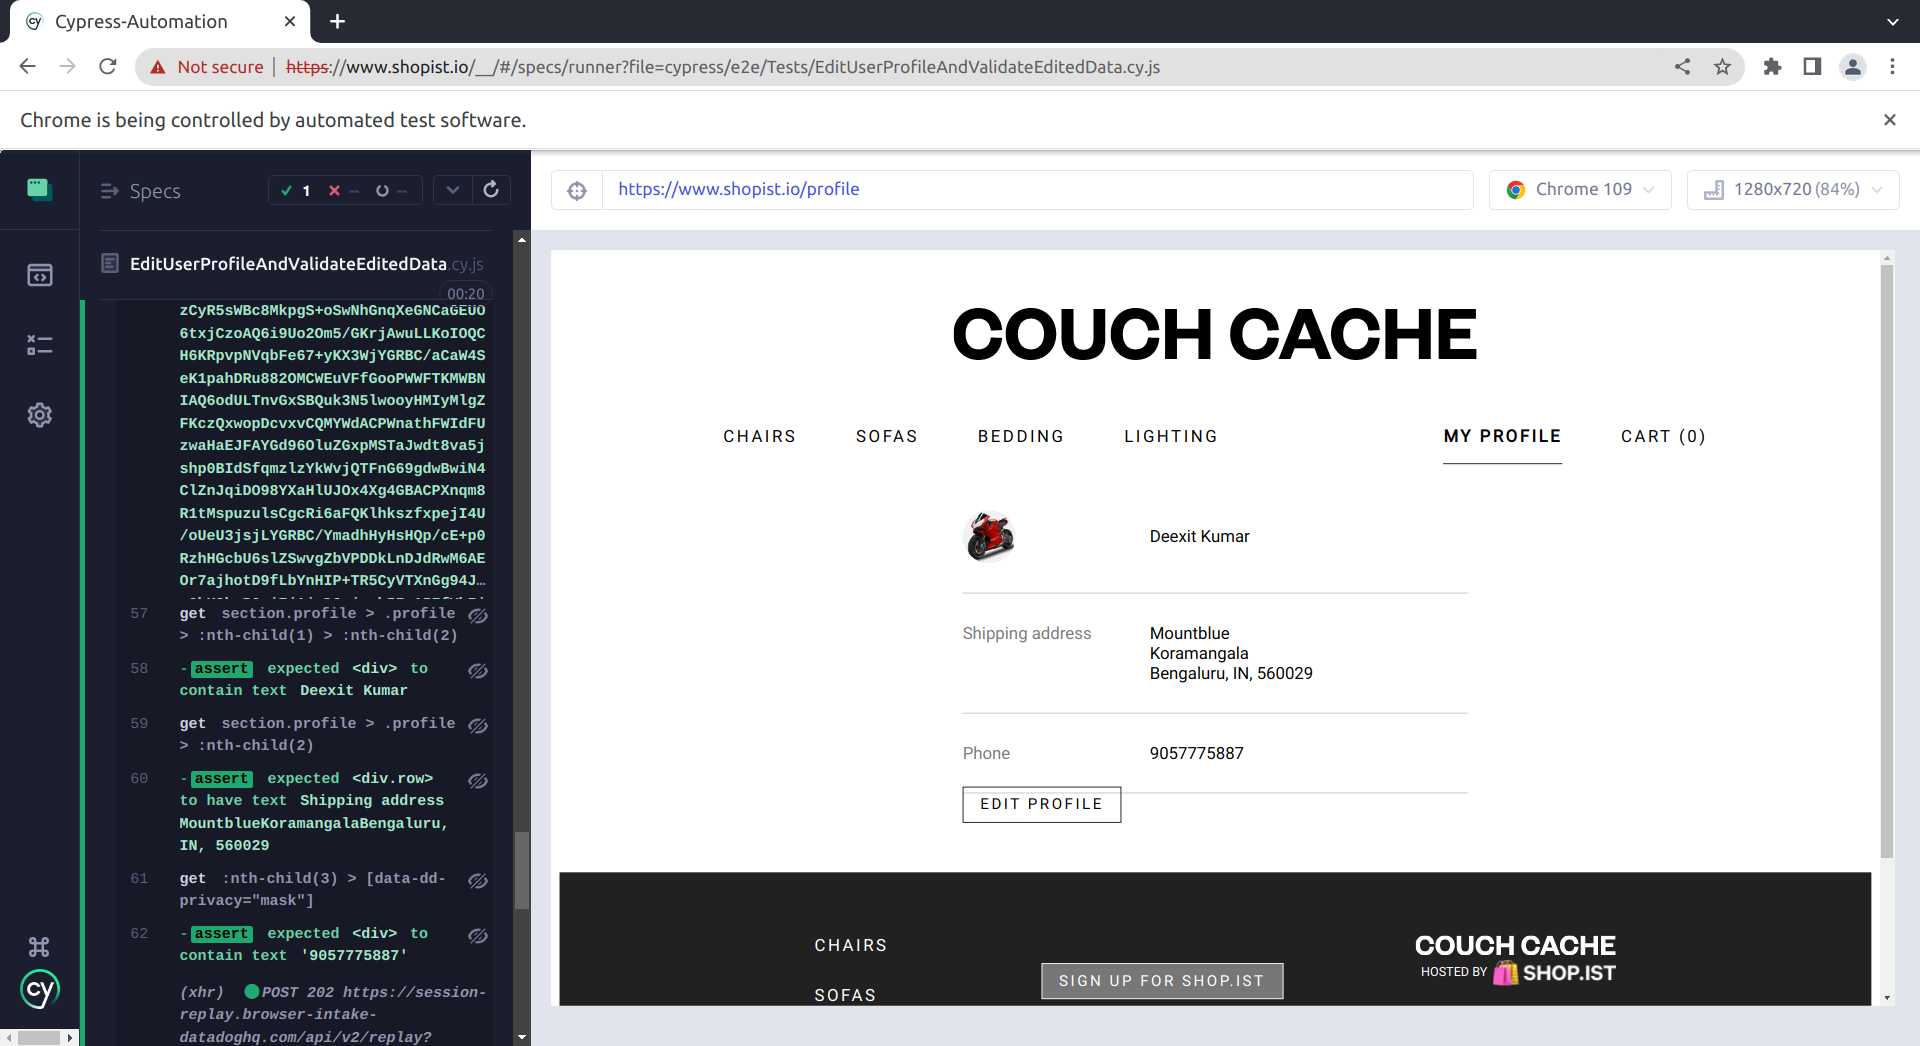 Cypress-Automation
Not secure
https://www.shopist.io/__/#/specs/runner?file=cypress/e2e/Tests/EditUserProfileAndValidateEditedData.cy.js
Chrome is being controlled by automated test software.
Specs
1 -- --
EditUserProfileAndValidateEditedData.cy.js
00:20
zCyR5sWBc8MkpgS+oSwNhGnqXeGNCaGEUO
6txjCzoAQ6i9Uo2Om5/GKrjAwuLLKoIOQC
H6KRpvpNVqbFe67+yKX3WjYGRBC/aCaW4S
eK1pahDRu882OMCWEuVFfGooPWWFTKMWBN
IAQ6odULTnvGxSBQuk3N5lwooyHMIyMlgZ
FKczQxwopDcvxvCQMYWdACPWnathFWIdFU
zwaHaEJFAYGd96OluZGxpMSTaJwdt8va5j
shp0BIdSfqmzlzYkWvjQTFnG69gdwBwiN4
ClZnJqiDO98YXaHlUJOx4Xg4GBACPXnqm8
R1tMspuzulsCgcRi6aFQKlhkszfxpejI4U
/oUeU3jsjLYGRBC/YmadhHyHsHQp/cE+p0
RzhHGcbU6slZSwvgZbVPDDkLnDJdRwM6AE
Or7ajhotD9fLbYnHIP+TR5CyVTXnGg94J…
57 get section.profile > .profile
> :nth-child(1) > :nth-child(2)
58 -assert expected <div> to
contain text Deexit Kumar
59 get section.profile > .profile
> :nth-child(2)
60 -assert expected <div.row>
to have text Shipping address
MountblueKoramangalaBengaluru,
IN, 560029
61 get :nth-child(3) > [data-dd-
privacy="mask"]
62 -assert expected <div> to
contain text '9057775887'
(xhr) POST 202 https://session-
replay.browser-intake-
datadoghq.com/api/v2/replay?
cy
https://www.shopist.io/profile
Chrome 109
1280x720 (84%)
COUCH CACHE
CHAIRS SOFAS BEDDING LIGHTING MY PROFILE CART (0)
Deexit Kumar
Shipping address
Mountblue
Koramangala
Bengaluru, IN, 560029
Phone 9057775887
EDIT PROFILE
CHAIRS
SOFAS
SIGN UP FOR SHOP.IST
COUCH CACHE
HOSTED BY SHOP.IST